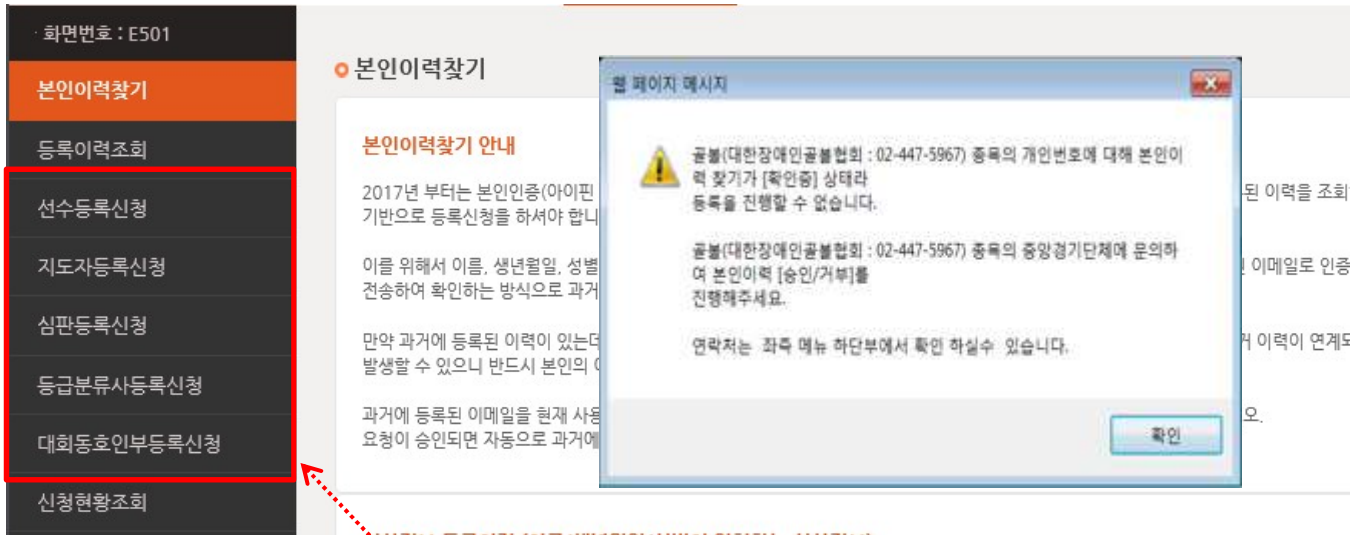 · 화면번호 : E501
본인이력찾기
등록이력조회
선수등록신청
지도자등록신청
심판등록신청
등급분류사등록신청
대회동호인부등록신청
신청현황조회
본인이력찾기
본인이력찾기 안내
2017년 부터는 본인인증(아이핀
된 이력을 조회
기반으로 등록신청을 하셔야 합니
이를 위해서 이름, 생년월일, 성별
이메일로 인증
전송하여 확인하는 방식으로 과거
만약 과거에 등록된 이력이 있는데
거 이력이 연계되
발생할 수 있으니 반드시 본인의
과거에 등록된 이메일을 현재 사용
오.
요청이 승인되면 자동으로 과거에
웹 페이지 메시지
골볼(대한장애인골볼협회 : 02-447-5967) 종목의 개인번호에 대해 본인이
력 찾기가 [확인중] 상태라
등록을 진행할 수 없습니다.
골볼(대한장애인골볼협회 : 02-447-5967) 종목의 중앙경기단체에 문의하
여 본인이력 [승인/거부]를
진행해주세요.
연락처는 좌측 메뉴 하단부에서 확인 하실수 있습니다.
확인